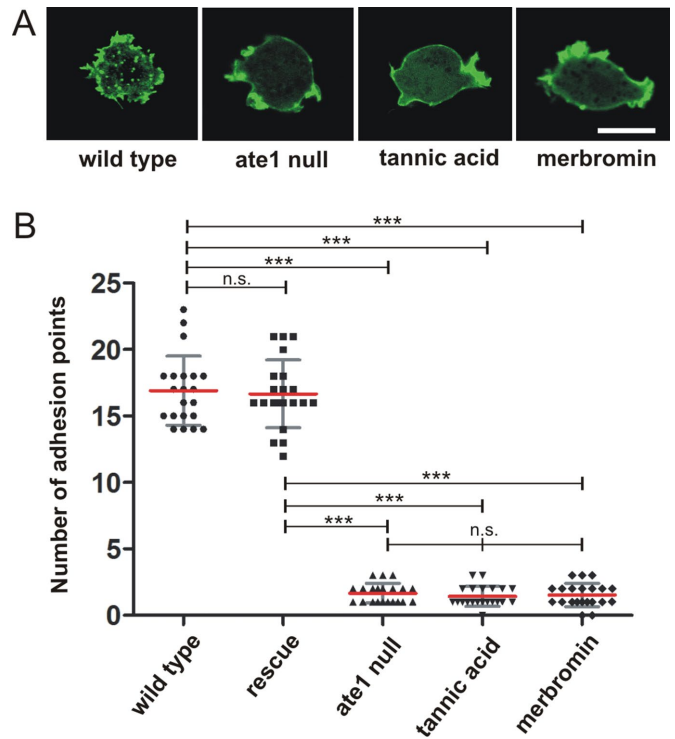 A
wild type
ate1 null
tannic acid
merbromin
B
***
***
***
n.s.
25
20
15
10
5
0
Number of adhesion points
***
***
***
n.s.
wild type
rescue
ate1 null
tannic acid
merbromin